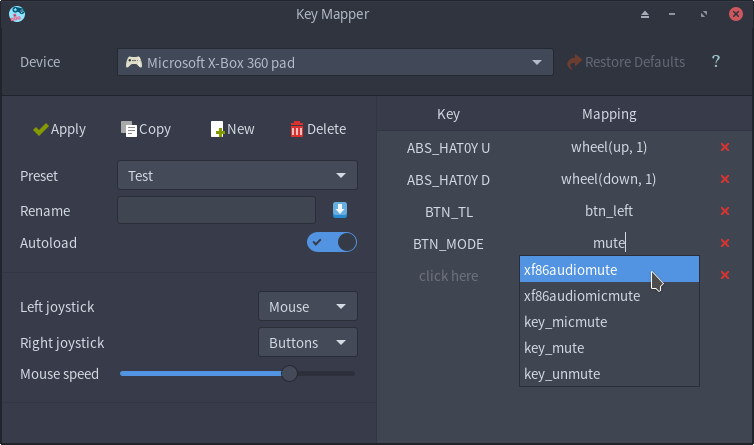 Key Mapper
Device
Microsoft X-Box 360 pad
Restore Defaults
?
Apply
Copy
New
Delete
Preset
Test
Rename
Autoload
Left joystick
Mouse
Right joystick
Buttons
Mouse speed
Key
Mapping
ABS_HAT0Y U
wheel(up, 1)
ABS_HAT0Y D
wheel(down, 1)
BTN_TL
btn_left
BTN_MODE
mute
click here
xf86audiomute
xf86audiomicmute
key_micmute
key_mute
key_unmute